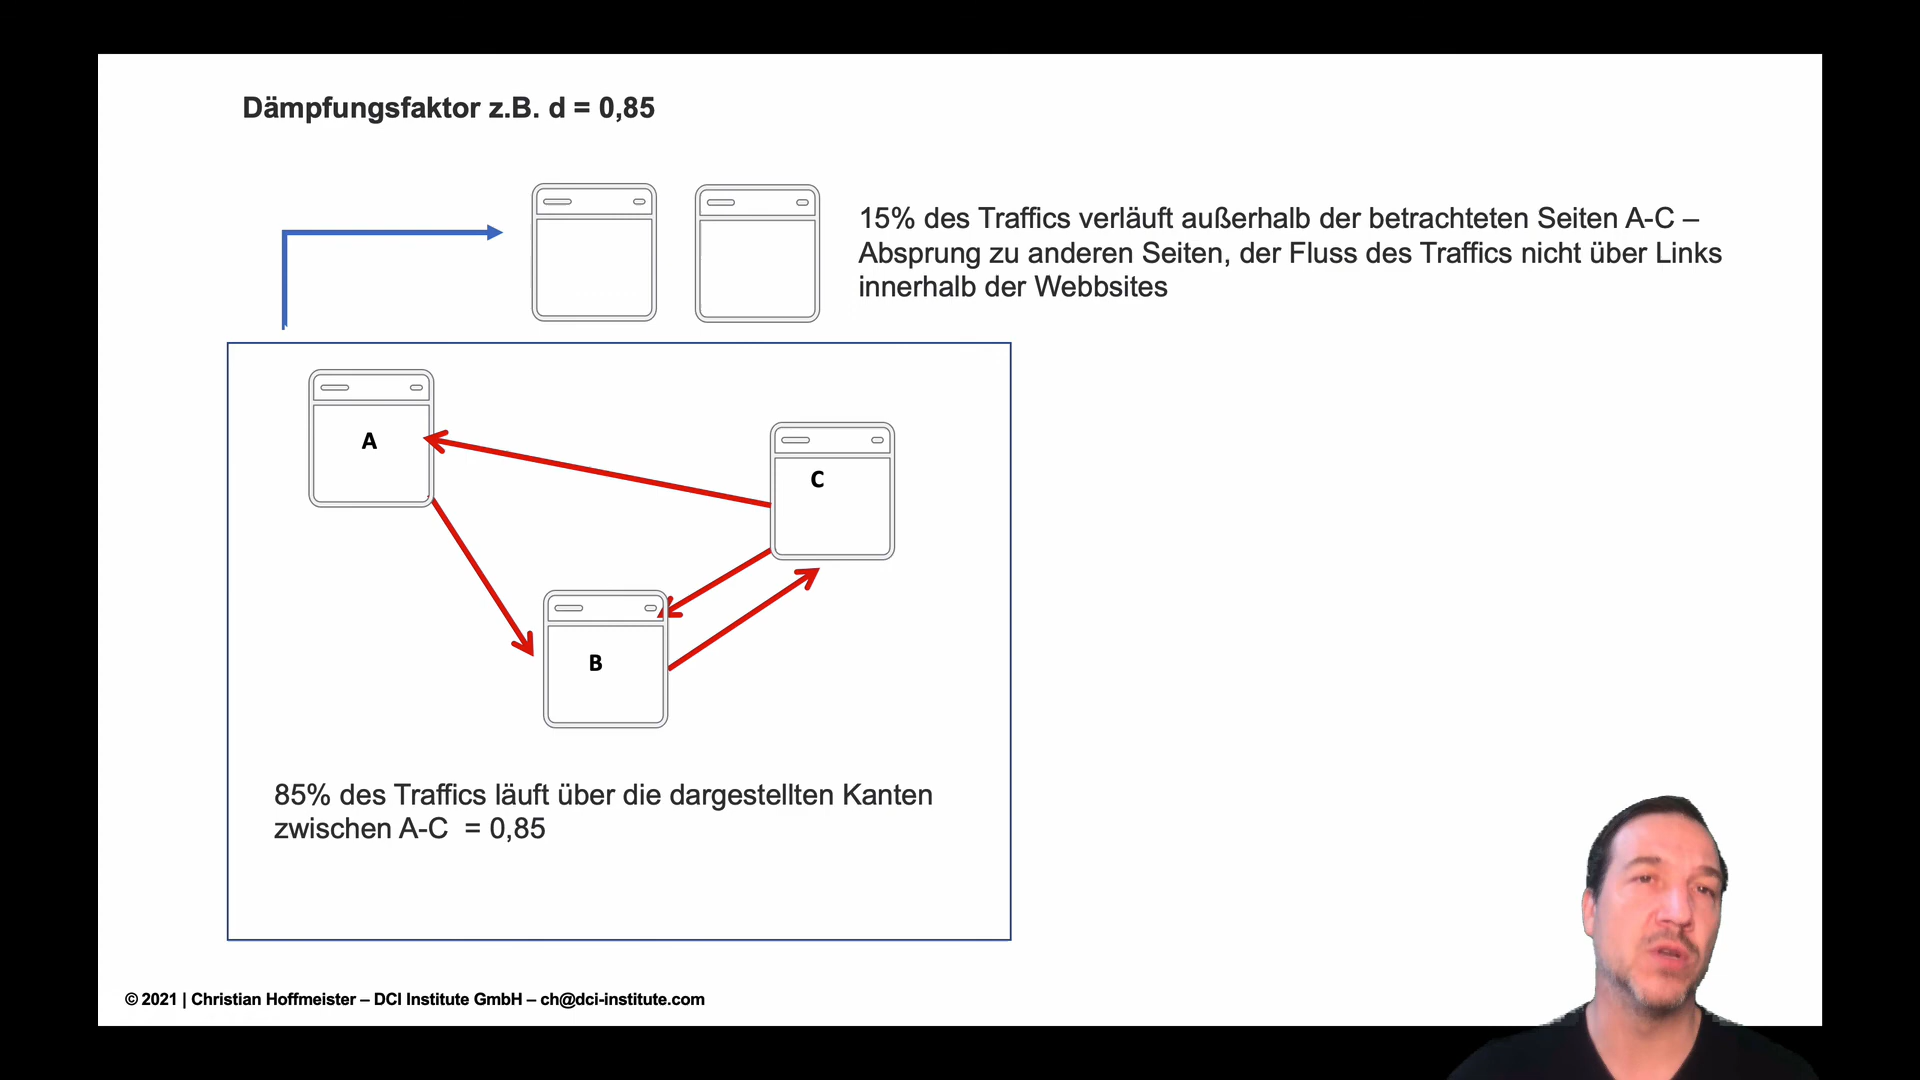 Dämpfungsfaktor z.B. d = 0,85
15% des Traffics verläuft außerhalb der betrachteten Seiten A-C –
Absprung zu anderen Seiten, der Fluss des Traffics nicht über Links
innerhalb der Webbsites
A
C
B
85% des Traffics läuft über die dargestellten Kanten
zwischen A-C = 0,85
© 2021 | Christian Hoffmeister – DCI Institute GmbH – ch@dci-institute.com